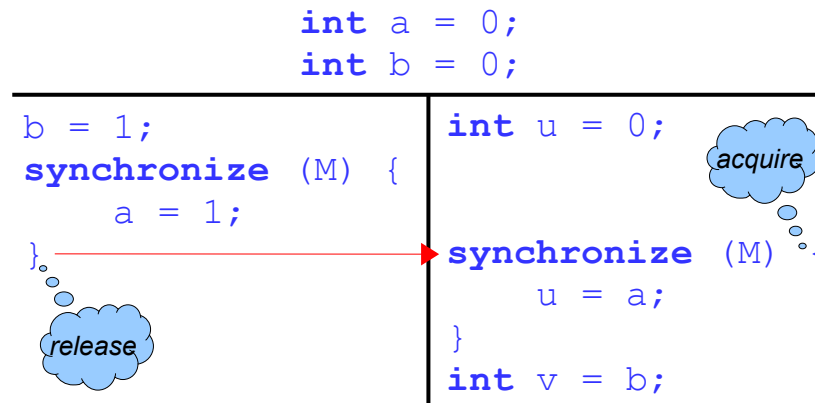 int a = 0;
int b = 0;
b = 1;
synchronize (M) {
a = 1;
}
release
int u = 0;
acquire
synchronize (M)
u = a;
}
int v = b;